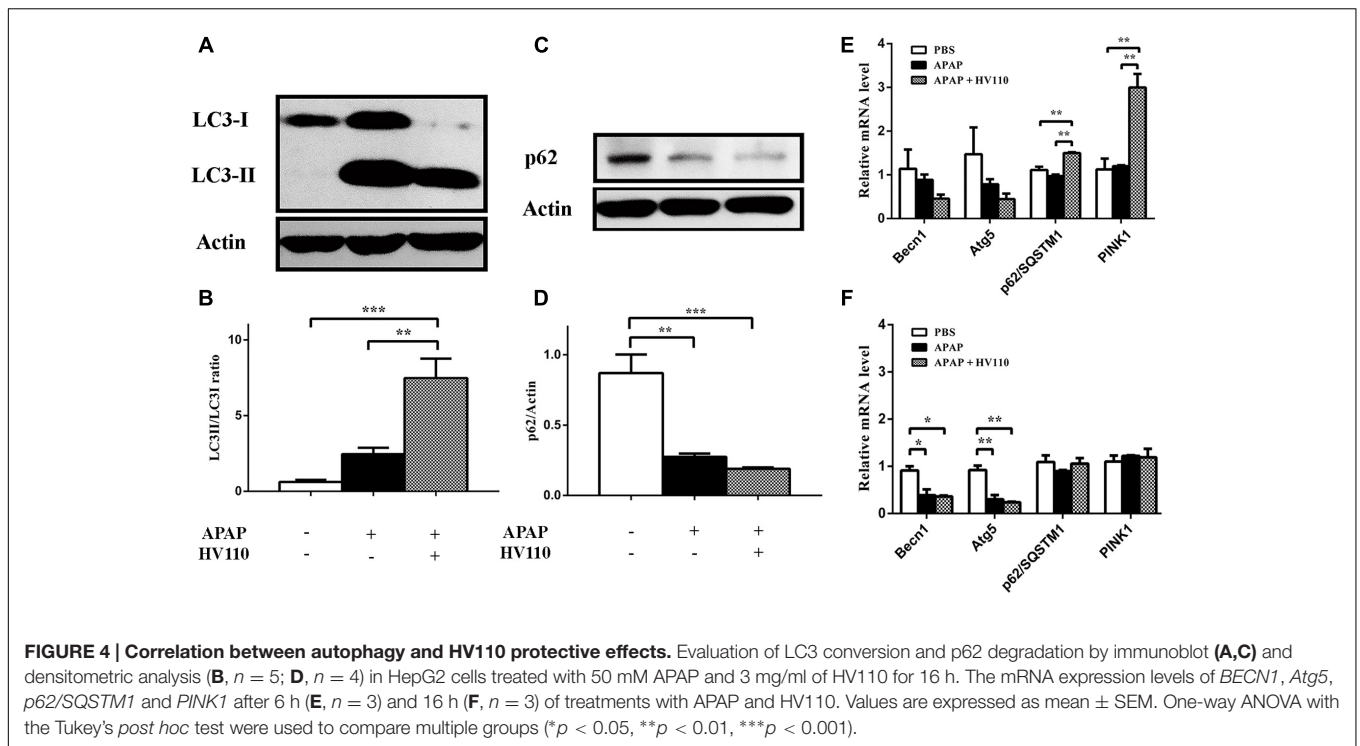 A
LC3-I
LC3-II
Actin
B
***
**
10
5
0
LC3II/LC3I ratio
APAP - + +
HV110 - - +
C
p62
Actin
D
***
**
1.0
0.5
0.0
p62/Actin
APAP - + +
HV110 - - +
E
PBS
APAP
APAP + HV110
4
3
2
1
0
Relative mRNA level
**
**
**
**
Becn1
Atg5
p62/SQSTM1
PINK1
F
PBS
APAP
APAP + HV110
4
3
2
1
0
Relative mRNA level
*
*
**
**
Becn1
Atg5
p62/SQSTM1
PINK1
FIGURE 4 | Correlation between autophagy and HV110 protective effects. Evaluation of LC3 conversion and p62 degradation by immunoblot (A,C) and
densitometric analysis (B, n = 5; D, n = 4) in HepG2 cells treated with 50 mM APAP and 3 mg/ml of HV110 for 16 h. The mRNA expression levels of BECN1, Atg5,
p62/SQSTM1 and PINK1 after 6 h (E, n = 3) and 16 h (F, n = 3) of treatments with APAP and HV110. Values are expressed as mean ± SEM. One-way ANOVA with
the Tukey's post hoc test were used to compare multiple groups (*p < 0.05, **p < 0.01, ***p < 0.001).